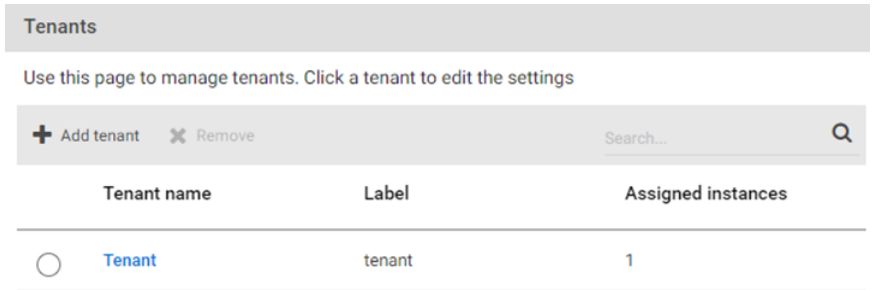 Tenants
Use this page to manage tenants. Click a tenant to edit the settings
Add tenant Remove Search...
Tenant name Label Assigned instances
Tenant tenant 1